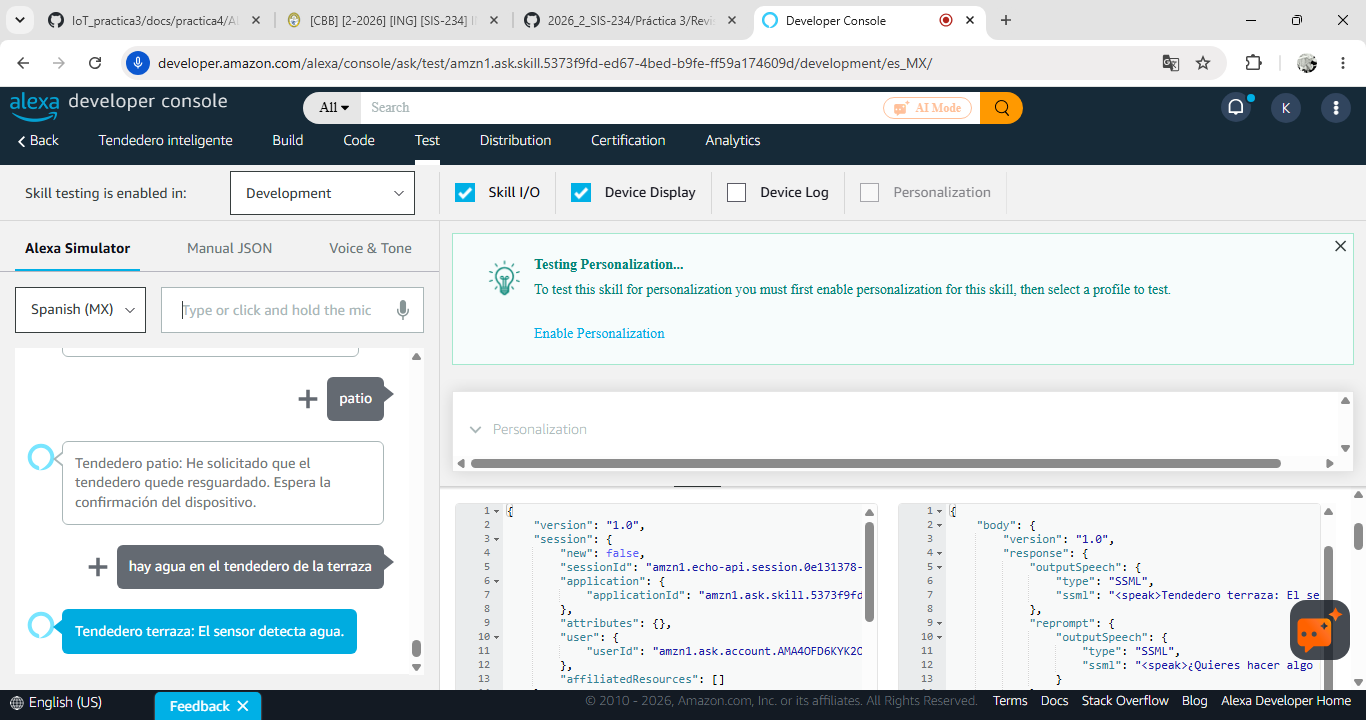 IoT_practica3/docs/practica4/Al
[CBB] [2-2026] [ING] [SIS-234] I
2026_2_SIS-234/Práctica 3/Revis
Developer Console
developer.amazon.com/alexa/console/ask/test/amzn1.ask.skill.5373f9fd-ed67-4bed-b9fe-ff59a174609d/development/es_MX/
alexa developer console
All
Search
AI Mode
K
Back
Tendedero inteligente
Build
Code
Test
Distribution
Certification
Analytics
Skill testing is enabled in:
Development
Skill I/O
Device Display
Device Log
Personalization
Alexa Simulator
Manual JSON
Voice & Tone
Spanish (MX)
Type or click and hold the mic
patio
Tendedero patio: He solicitado que el
tendedero quede resguardado. Espera la
confirmación del dispositivo.
hay agua en el tendedero de la terraza
Tendedero terraza: El sensor detecta agua.
Testing Personalization...
To test this skill for personalization you must first enable personalization for this skill, then select a profile to test.
Enable Personalization
Personalization
1 {
2 "version": "1.0",
3 "session": {
4 "new": false,
5 "sessionId": "amzn1.echo-api.session.0e131378-
6 "application": {
7 "applicationId": "amzn1.ask.skill.5373f9fd
8 },
9 "attributes": {},
10 "user": {
11 "userId": "amzn1.ask.account.AMA4OFD6KYK2O
12 },
13 "affiliatedResources": []
1 {
2 "body": {
3 "version": "1.0",
4 "response": {
5 "outputSpeech": {
6 "type": "SSML",
7 "ssml": "<speak>Tendedero terraza: El se
8 },
9 "reprompt": {
10 "outputSpeech": {
11 "type": "SSML",
12 "ssml": "<speak>¿Quieres hacer algo
13 }
English (US)
Feedback
© 2010 - 2026, Amazon.com, Inc. or its affiliates. All Rights Reserved.
Terms
Docs
Stack Overflow
Blog
Alexa Developer Home